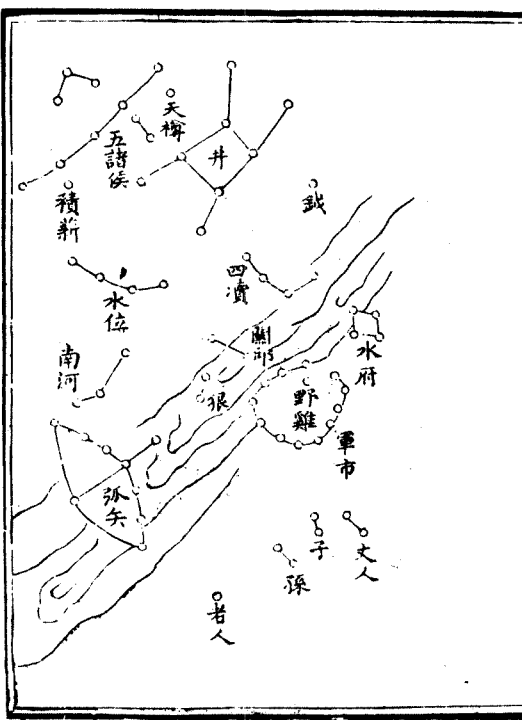 天樽
井
五諸侯
積薪
鉞
四瀆
水位
關邱
南河
水府
狼
野雞
軍市
弧矢
子
丈人
孫
老人